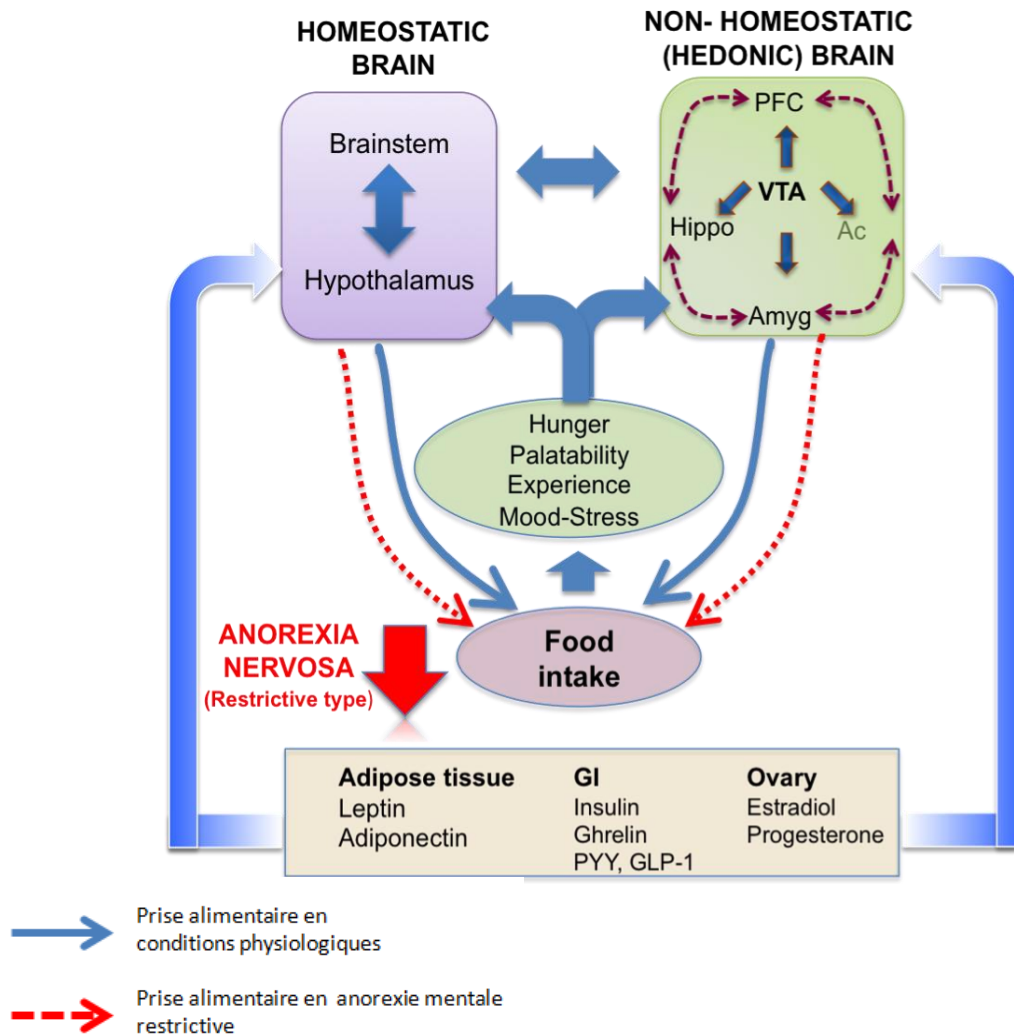 HOMEOSTATIC
BRAIN
NON- HOMEOSTATIC
(HEDONIC) BRAIN
Brainstem
Hypothalamus
PFC
VTA
Hippo
Ac
Amyg
Hunger
Palatability
Experience
Mood-Stress
ANOREXIA
NERVOSA
(Restrictive type)
Food
intake
Adipose tissue
Leptin
Adiponectin
GI
Insulin
Ghrelin
PYY, GLP-1
Ovary
Estradiol
Progesterone
Prise alimentaire en
conditions physiologiques
Prise alimentaire en anorexie mentale
restrictive